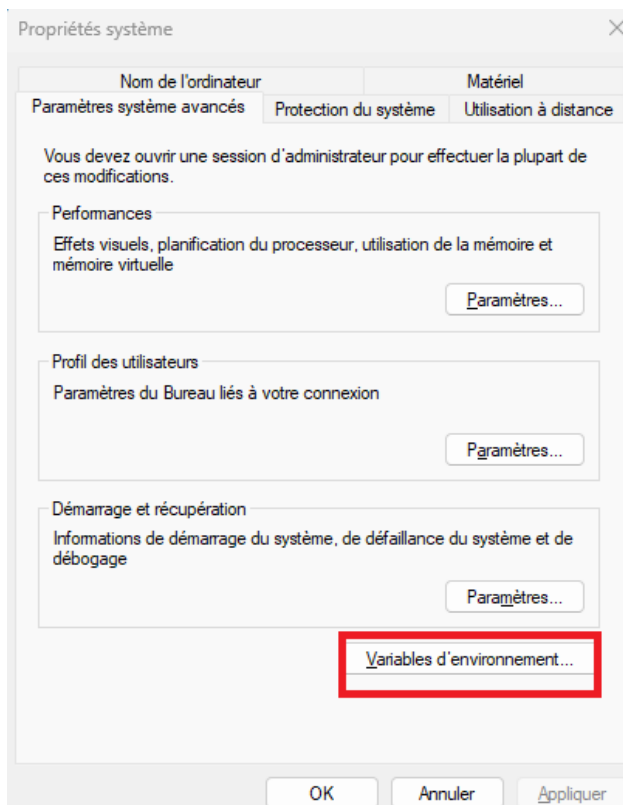 Propriétés système
Nom de l'ordinateur
Matériel
Paramètres système avancés
Protection du système
Utilisation à distance
Vous devez ouvrir une session d'administrateur pour effectuer la plupart de
ces modifications.
Performances
Effets visuels, planification du processeur, utilisation de la mémoire et
mémoire virtuelle
Paramètres...
Profil des utilisateurs
Paramètres du Bureau liés à votre connexion
Paramètres...
Démarrage et récupération
Informations de démarrage du système, de défaillance du système et de
débogage
Paramètres...
Variables d'environnement...
OK
Annuler
Appliquer